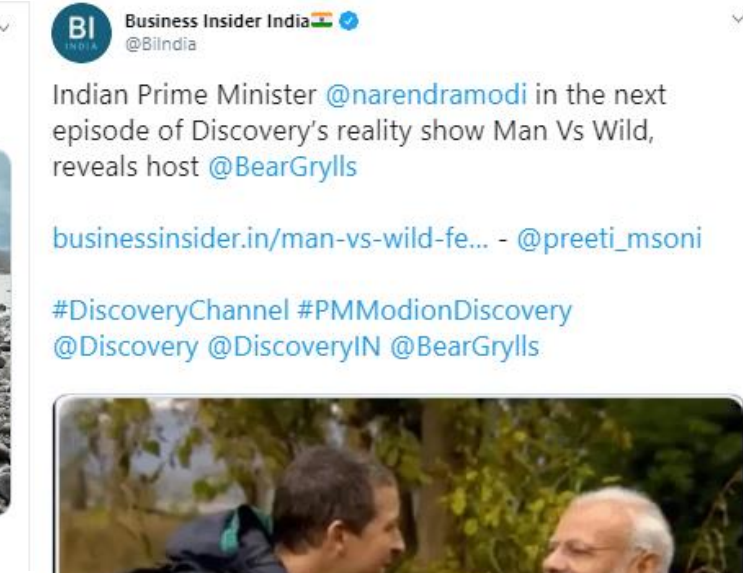 BI
INDIA
Business Insider India
@BiIndia
Indian Prime Minister @narendramodi in the next
episode of Discovery's reality show Man Vs Wild,
reveals host @BearGrylls
businessinsider.in/man-vs-wild-fe... - @preeti_msoni
#DiscoveryChannel #PMModionDiscovery
@Discovery @DiscoveryIN @BearGrylls